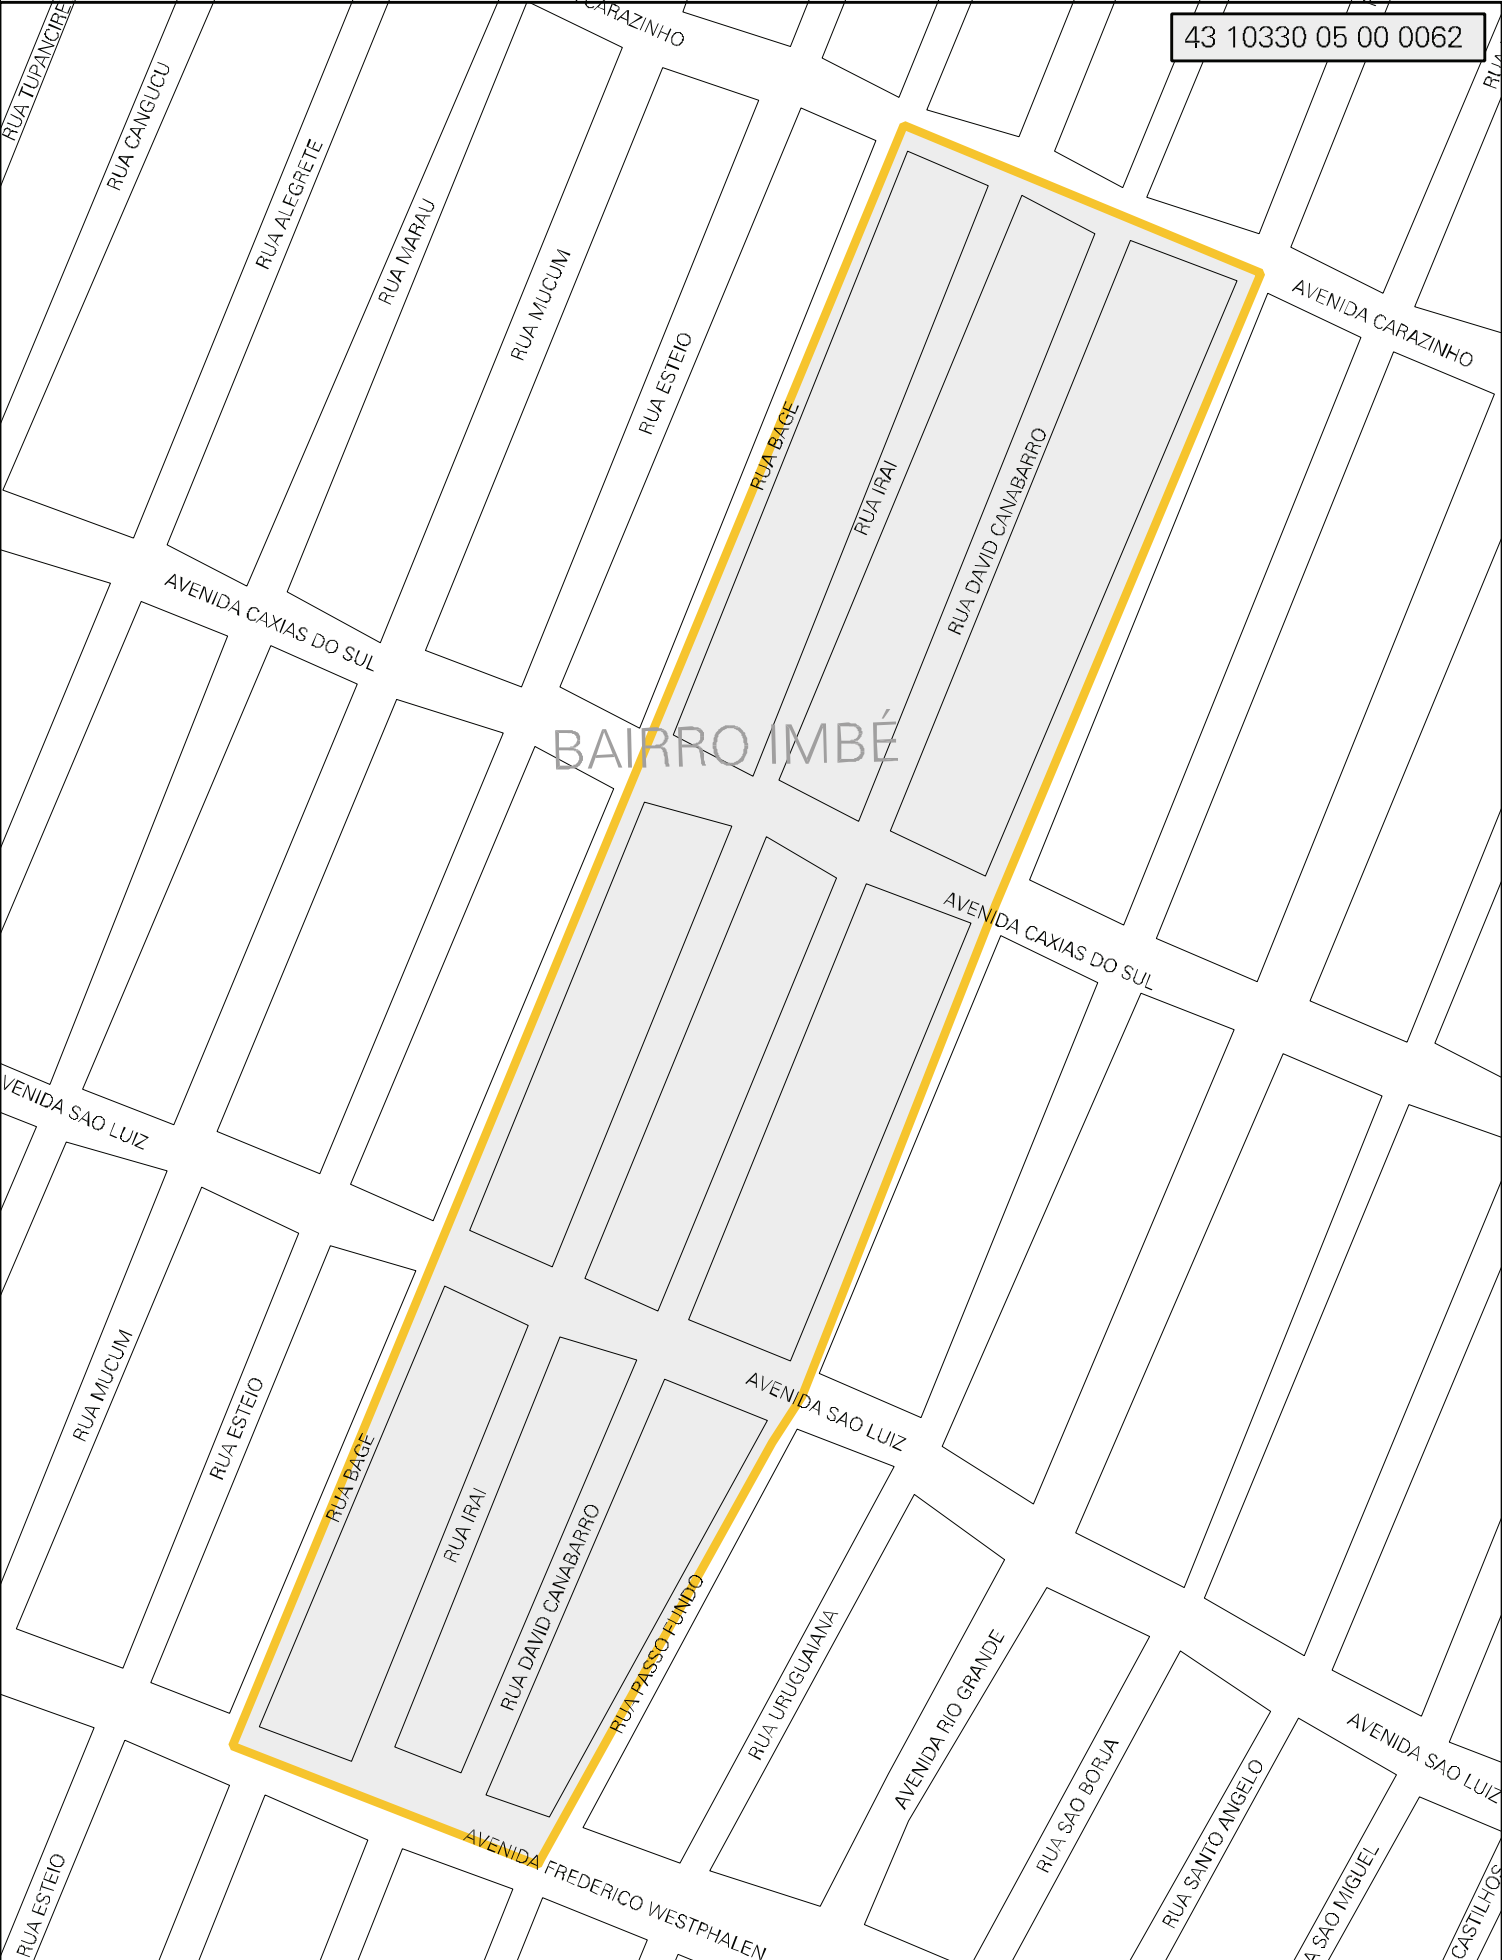 CARAZINHO
43 10330 05 00 0062
RUA TUPANCIRE
RUA CANGUCU
RUA ALEGRETE
RUA MARAU
RUA MUCUM
RUA ESTEIO
RUA BAGE
RUA IRAI
RUA DAVID CANABARRO
AVENIDA CARAZINHO
AVENIDA CAXIAS DO SUL
BAIRRO IMBÉ
AVENIDA CAXIAS DO SUL
VENIDA SAO LUIZ
AVENIDA SAO LUIZ
RUA MUCUM
RUA ESTEIO
RUA BAGE
RUA IRAI
RUA DAVID CANABARRO
RUA PASSO FUNDO
RUA URUGUAIANA
AVENIDA RIO GRANDE
RUA SAO BORJA
RUA SANTO ANGELO
A SAO MIGUEL
CASTILHOS
AVENIDA SAO LUIZ
RUA ESTEIO
AVENIDA FREDERICO WESTPHALEN